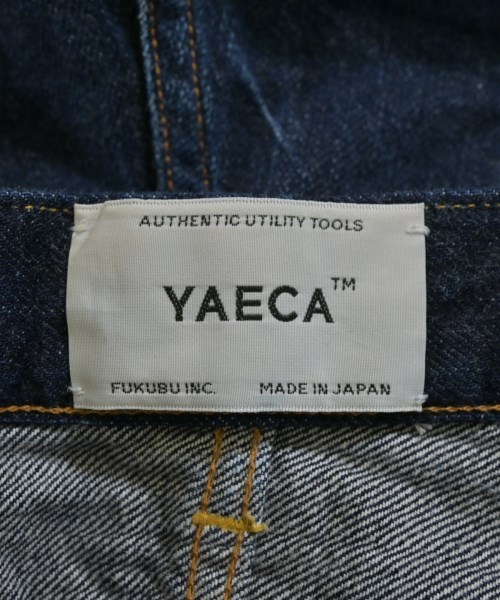 AUTHENTIC UTILITY TOOLS
YAECA™
FUKUBU INC. MADE IN JAPAN